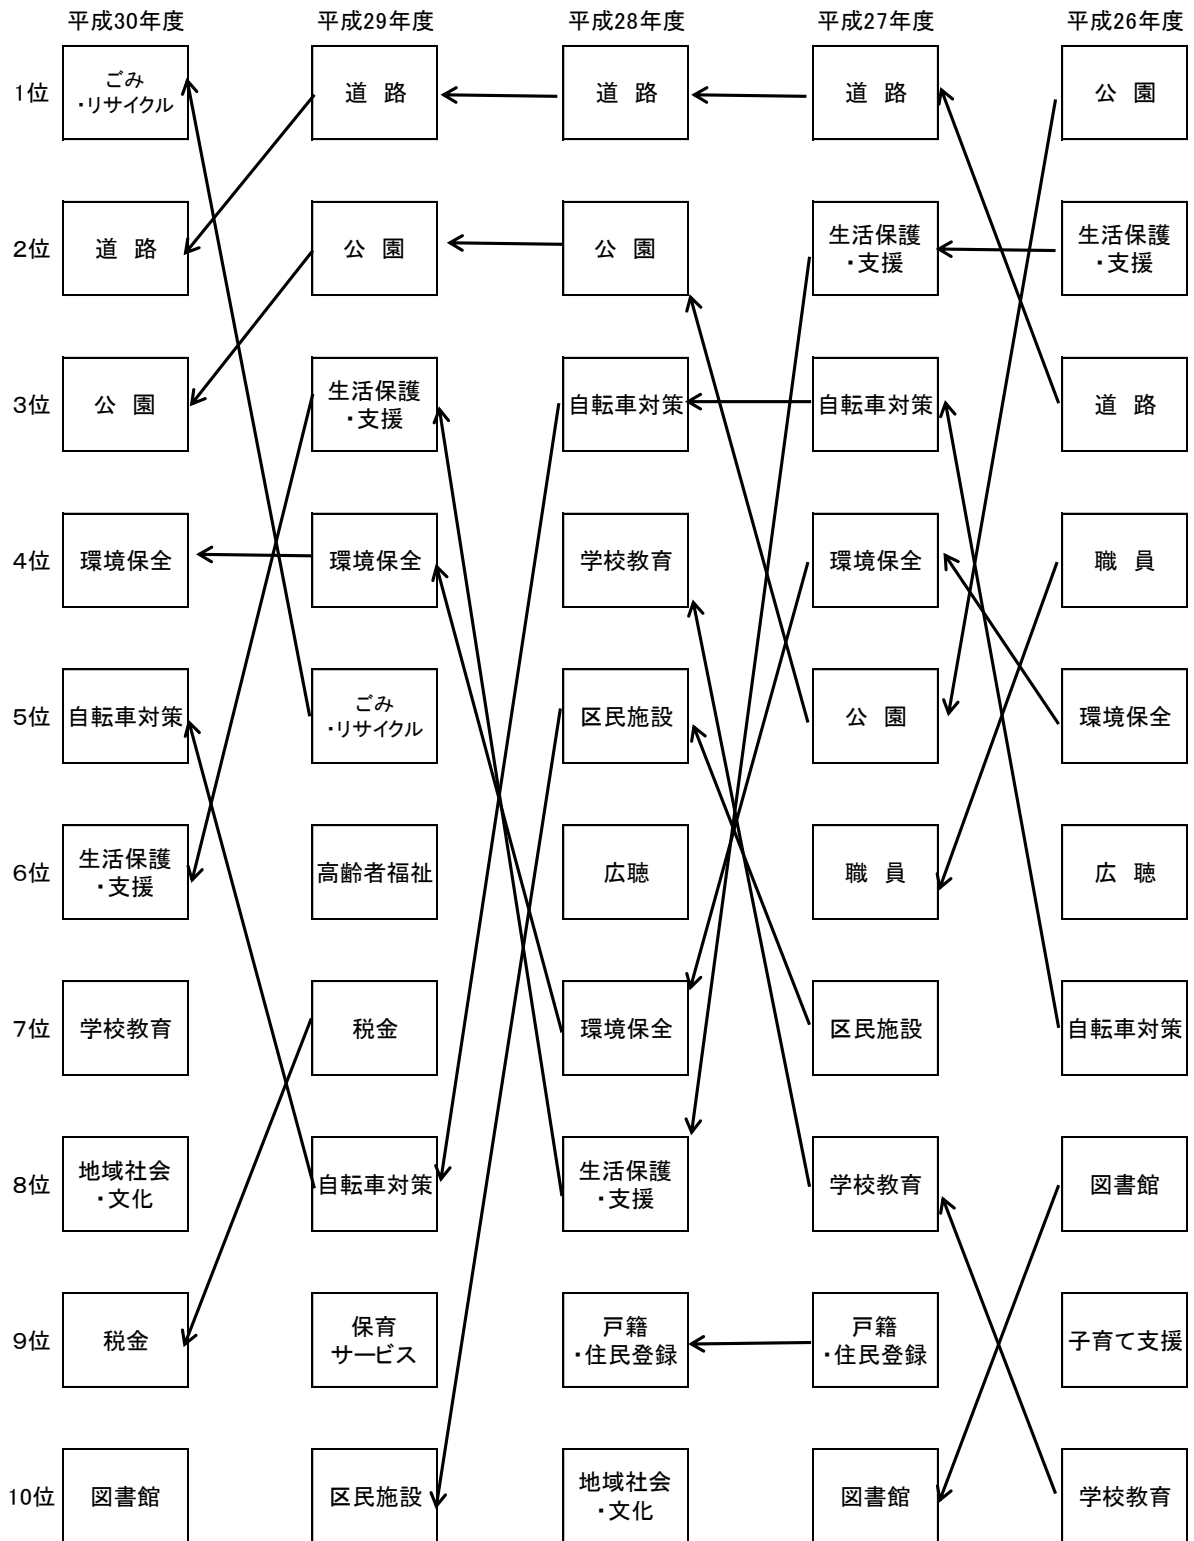 平成30年度 平成29年度 平成28年度 平成27年度 平成26年度
1位 ごみ・リサイクル 道 路 道 路 道 路 公 園
2位 道 路 公 園 公 園 生活保護・支援 生活保護・支援
3位 公 園 生活保護・支援 自転車対策 自転車対策 道 路
4位 環境保全 環境保全 学校教育 環境保全 職 員
5位 自転車対策 ごみ・リサイクル 区民施設 公 園 環境保全
6位 生活保護・支援 高齢者福祉 広聴 職 員 広 聴
7位 学校教育 税金 環境保全 区民施設 自転車対策
8位 地域社会・文化 自転車対策 生活保護・支援 学校教育 図書館
9位 税金 保育サービス 戸籍・住民登録 戸籍・住民登録 子育て支援
10位 図書館 区民施設 地域社会・文化 図書館 学校教育